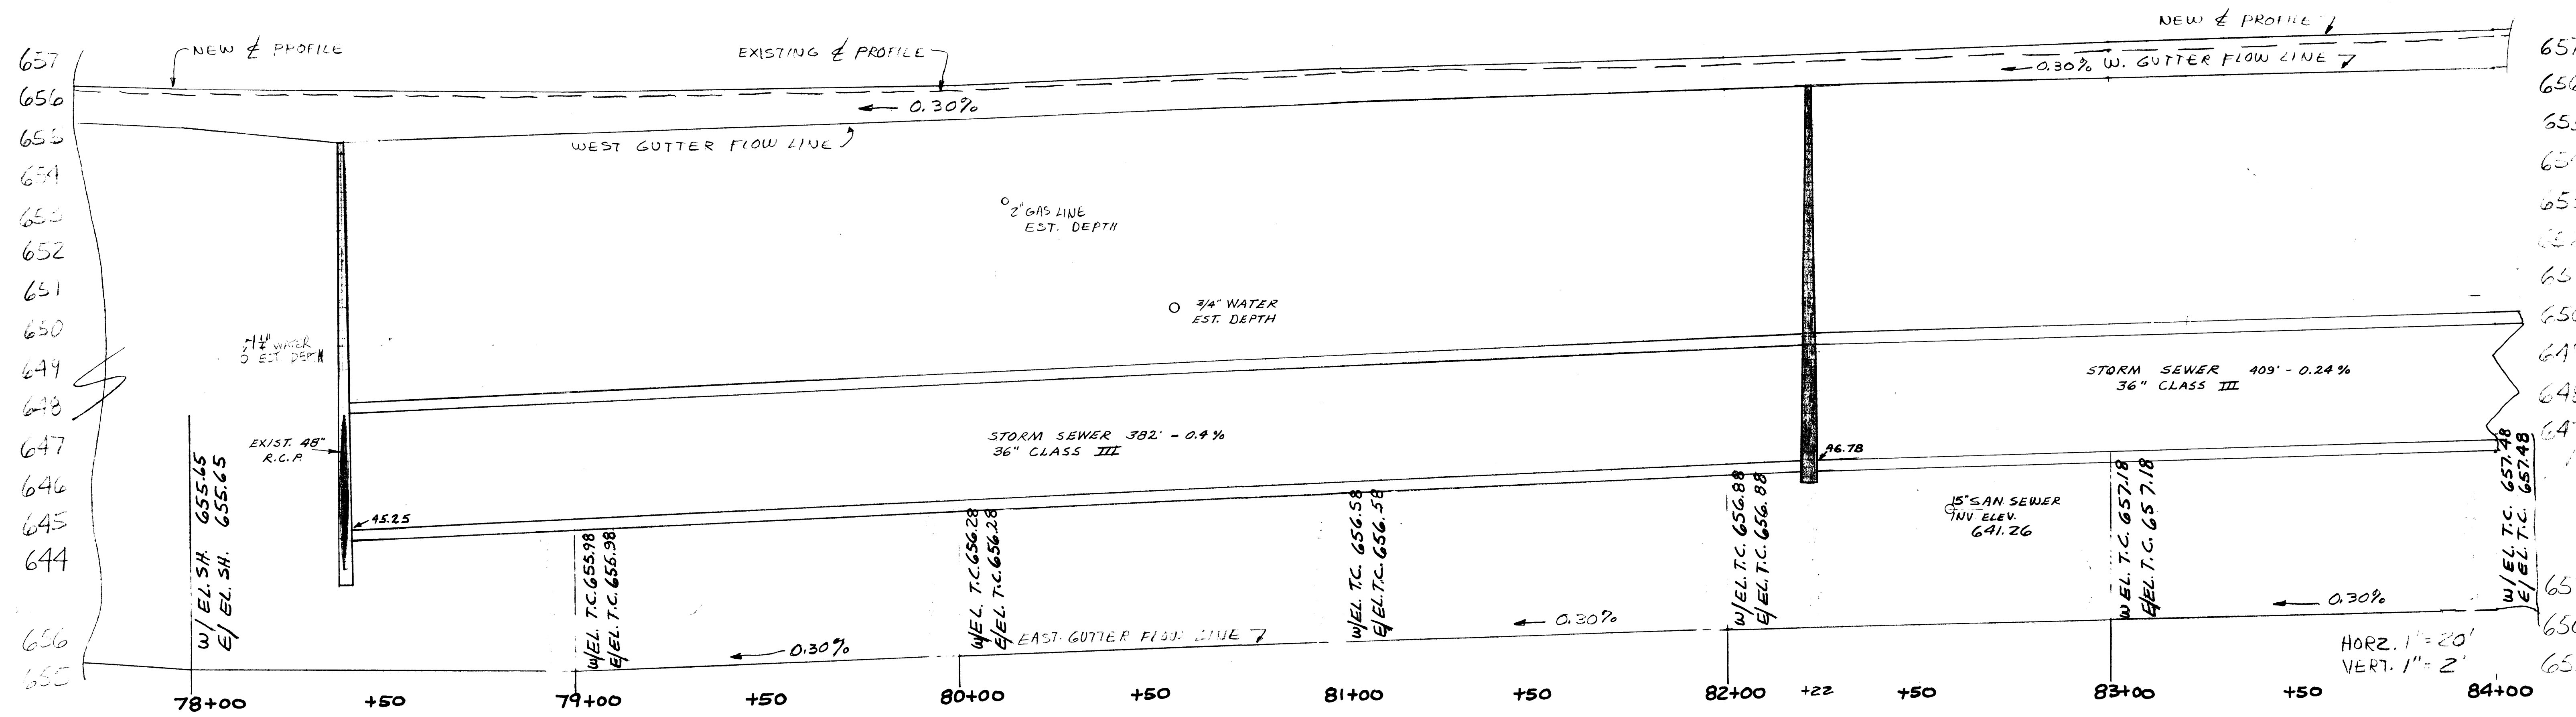 NEW ℄ PROFILE
EXISTING ℄ PROFILE
NEW ℄ PROFILE
0.30% W. GUTTER FLOW LINE
0.30%
WEST GUTTER FLOW LINE
657
656
655
654
653
652
651
650
649
648
647
646
645
644
656
655
2" GAS LINE
EST. DEPTH
3/4" WATER
EST. DEPTH
1¼" WATER
EST DEPTH
EXIST. 48"
R.C.P.
45.25
STORM SEWER 382' - 0.4%
36" CLASS III
46.78
STORM SEWER 409' - 0.24%
36" CLASS III
15" SAN SEWER
INV ELEV.
641.26
W/ EL. SH. 655.65
E/ EL. SH. 655.65
W/EL. T.C. 655.98
E/EL. T.C. 655.98
W/EL. T.C. 656.28
E/EL. T.C. 656.28
W/EL. T.C. 656.58
E/EL. T.C. 656.58
W/EL. T.C. 656.88
E/EL. T.C. 656.88
W EL. T.C. 657.18
E/EL. T.C. 657.18
W/ EL. T.C. 657.48
E/ EL. T.C. 657.48
0.30%
EAST GUTTER FLOW LINE
0.30%
0.30%
HORZ. 1" = 20'
VERT. 1" = 2'
78+00
+50
79+00
+50
80+00
+50
81+00
+50
82+00
+22
+50
83+00
+50
84+00